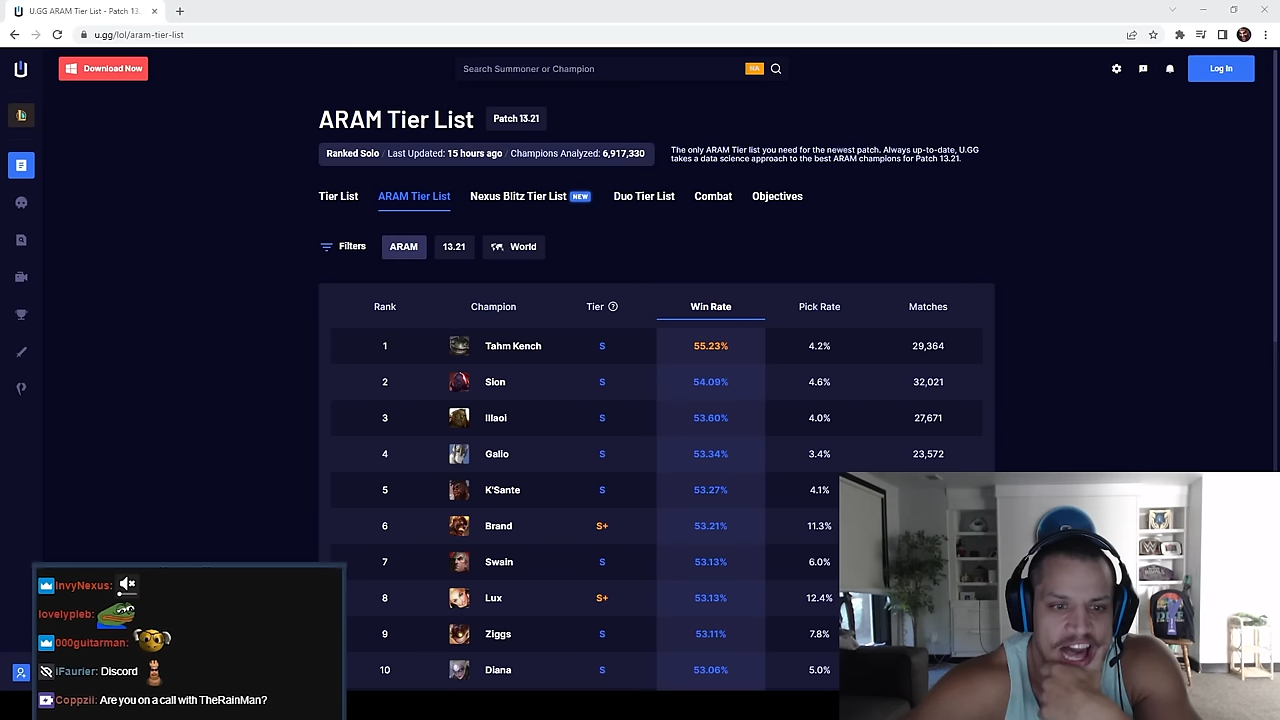 U.GG ARAM Tier List - Patch 13.
u.gg/lol/aram-tier-list
Download Now
Search Summoner or Champion
NA
Log In
ARAM Tier List
Patch 13.21
Ranked Solo / Last Updated: 15 hours ago / Champions Analyzed: 6,917,330
The only ARAM Tier list you need for the newest patch. Always up-to-date, U.GG
takes a data science approach to the best ARAM champions for Patch 13.21.
Tier List ARAM Tier List Nexus Blitz Tier List NEW Duo Tier List Combat Objectives
Filters ARAM 13.21 World
Rank Champion Tier ? Win Rate Pick Rate Matches
1 Tahm Kench S 55.23% 4.2% 29,364
2 Sion S 54.09% 4.6% 32,021
3 Illaoi S 53.60% 4.0% 27,671
4 Galio S 53.34% 3.4% 23,572
5 K'Sante S 53.27% 4.1%
6 Brand S+ 53.21% 11.3%
7 Swain S 53.13% 6.0%
8 Lux S+ 53.13% 12.4%
9 Ziggs S 53.11% 7.8%
10 Diana S 53.06% 5.0%
InvyNexus:
lovelypleb:
000guitarman:
iFaurier: Discord
Coppzii: Are you on a call with TheRainMan?